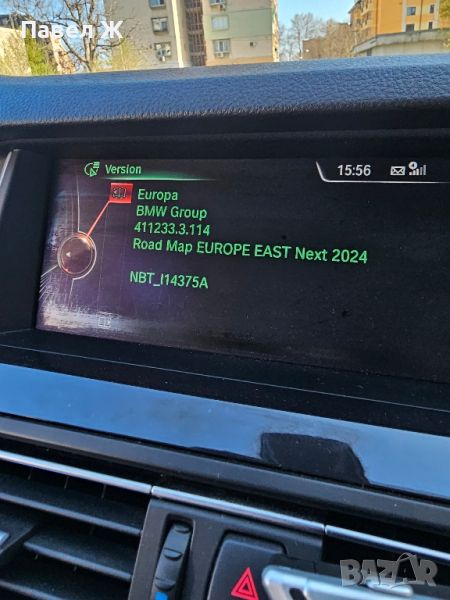 Павел Ж
Version
15:56
Europa
BMW Group
411233.3.114
Road Map EUROPE EAST Next 2024
NBT_I14375A
BAZAR